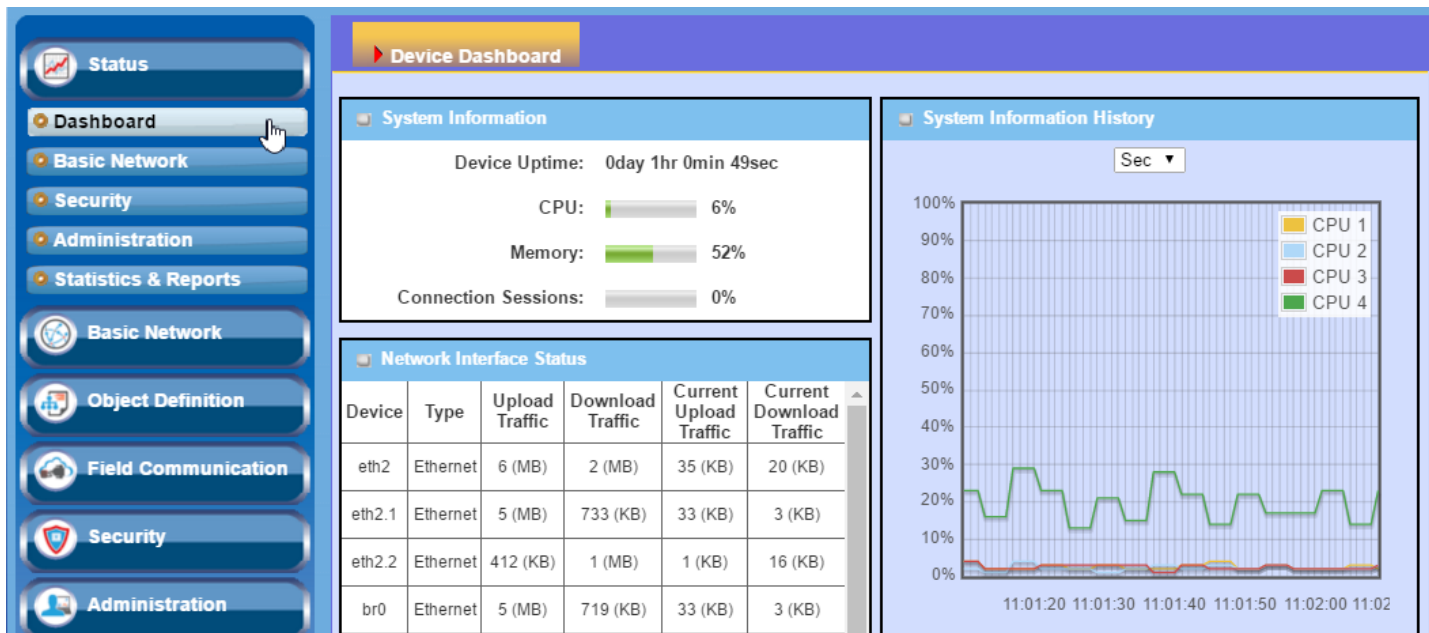 Status
Dashboard
Basic Network
Security
Administration
Statistics & Reports
Basic Network
Object Definition
Field Communication
Security
Administration
Device Dashboard
System Information
Device Uptime: 0day 1hr 0min 49sec
CPU: 6%
Memory: 52%
Connection Sessions: 0%
Network Interface Status
Device Type Upload Traffic Download Traffic Current Upload Traffic Current Download Traffic
eth2 Ethernet 6 (MB) 2 (MB) 35 (KB) 20 (KB)
eth2.1 Ethernet 5 (MB) 733 (KB) 33 (KB) 3 (KB)
eth2.2 Ethernet 412 (KB) 1 (MB) 1 (KB) 16 (KB)
br0 Ethernet 5 (MB) 719 (KB) 33 (KB) 3 (KB)
System Information History
Sec
100%
90%
80%
70%
60%
50%
40%
30%
20%
10%
0%
CPU 1
CPU 2
CPU 3
CPU 4
11:01:20 11:01:30 11:01:40 11:01:50 11:02:00 11:02